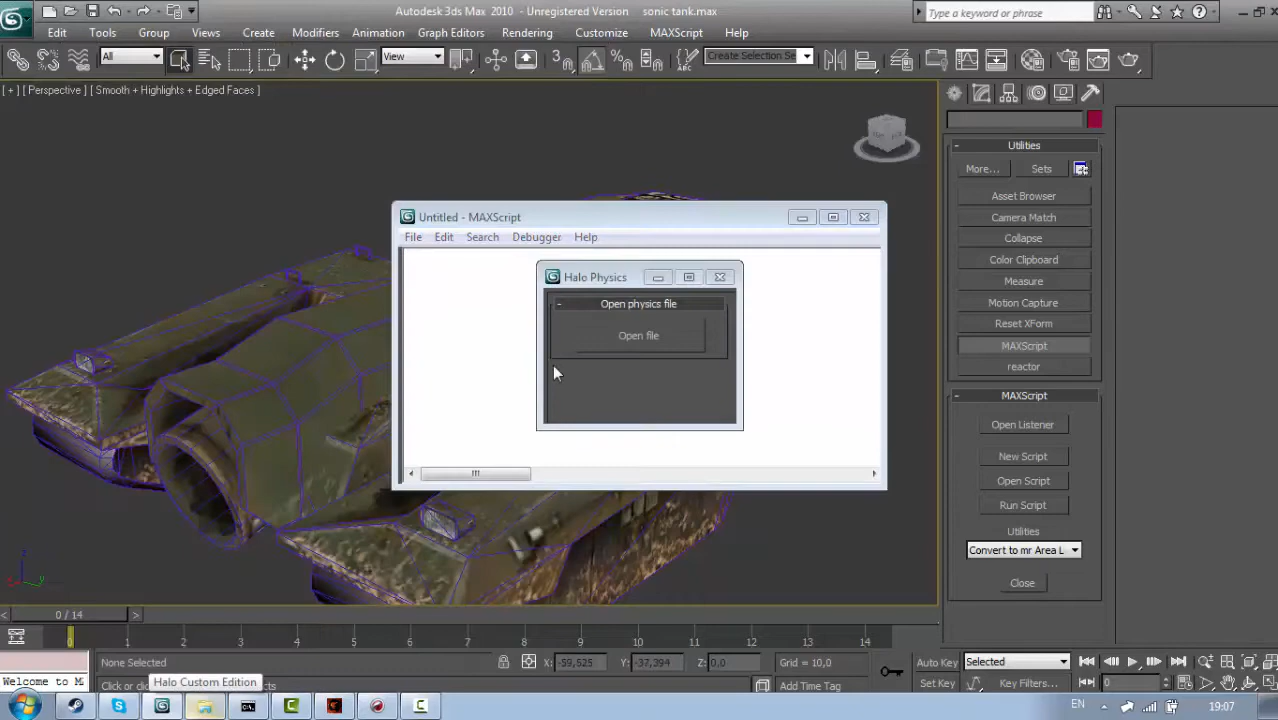 Autodesk 3ds Max 2010 - Unregistered Version sonic tank.max
Type a keyword or phrase
Edit Tools Group Views Create Modifiers Animation Graph Editors Rendering Customize MAXScript Help
All
View
3
Create Selection Se
[ + ] [ Perspective ] [ Smooth + Highlights + Edged Faces ]
Utilities
More... Sets
Asset Browser
Camera Match
Collapse
Color Clipboard
Measure
Motion Capture
Reset XForm
MAXScript
reactor
MAXScript
Open Listener
New Script
Open Script
Run Script
Utilities
Convert to mr Area L
Close
Untitled - MAXScript
File Edit Search Debugger Help
Halo Physics
Open physics file
Open file
z
x
y
0 / 14
0 1 2 3 4 5 6 7 8 9 10 11 12 13 14
None Selected
X: -59,625 Y: -37,394 Z: 0,0 Grid = 10,0
Auto Key Selected
Welcome to M
Click or
Halo Custom Edition
Add Time Tag
Set Key Key Filters... 0
EN 19:07